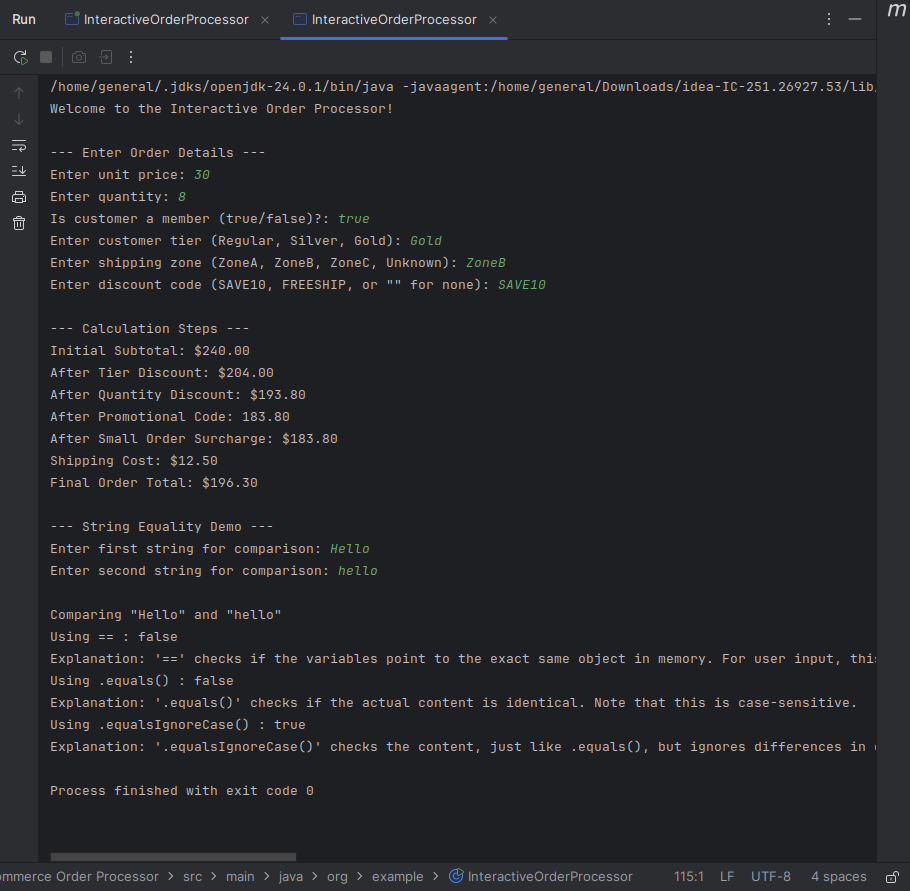 Run InteractiveOrderProcessor InteractiveOrderProcessor
m
/home/general/.jdks/openjdk-24.0.1/bin/java -javaagent:/home/general/Downloads/idea-IC-251.26927.53/lib/
Welcome to the Interactive Order Processor!
--- Enter Order Details ---
Enter unit price: 30
Enter quantity: 8
Is customer a member (true/false)?: true
Enter customer tier (Regular, Silver, Gold): Gold
Enter shipping zone (ZoneA, ZoneB, ZoneC, Unknown): ZoneB
Enter discount code (SAVE10, FREESHIP, or "" for none): SAVE10
--- Calculation Steps ---
Initial Subtotal: $240.00
After Tier Discount: $204.00
After Quantity Discount: $193.80
After Promotional Code: 183.80
After Small Order Surcharge: $183.80
Shipping Cost: $12.50
Final Order Total: $196.30
--- String Equality Demo ---
Enter first string for comparison: Hello
Enter second string for comparison: hello
Comparing "Hello" and "hello"
Using == : false
Explanation: '==' checks if the variables point to the exact same object in memory. For user input, this
Using .equals() : false
Explanation: '.equals()' checks if the actual content is identical. Note that this is case-sensitive.
Using .equalsIgnoreCase() : true
Explanation: '.equalsIgnoreCase()' checks the content, just like .equals(), but ignores differences in
Process finished with exit code 0
mmerce Order Processor > src > main > java > org > example > InteractiveOrderProcessor 115:1 LF UTF-8 4 spaces